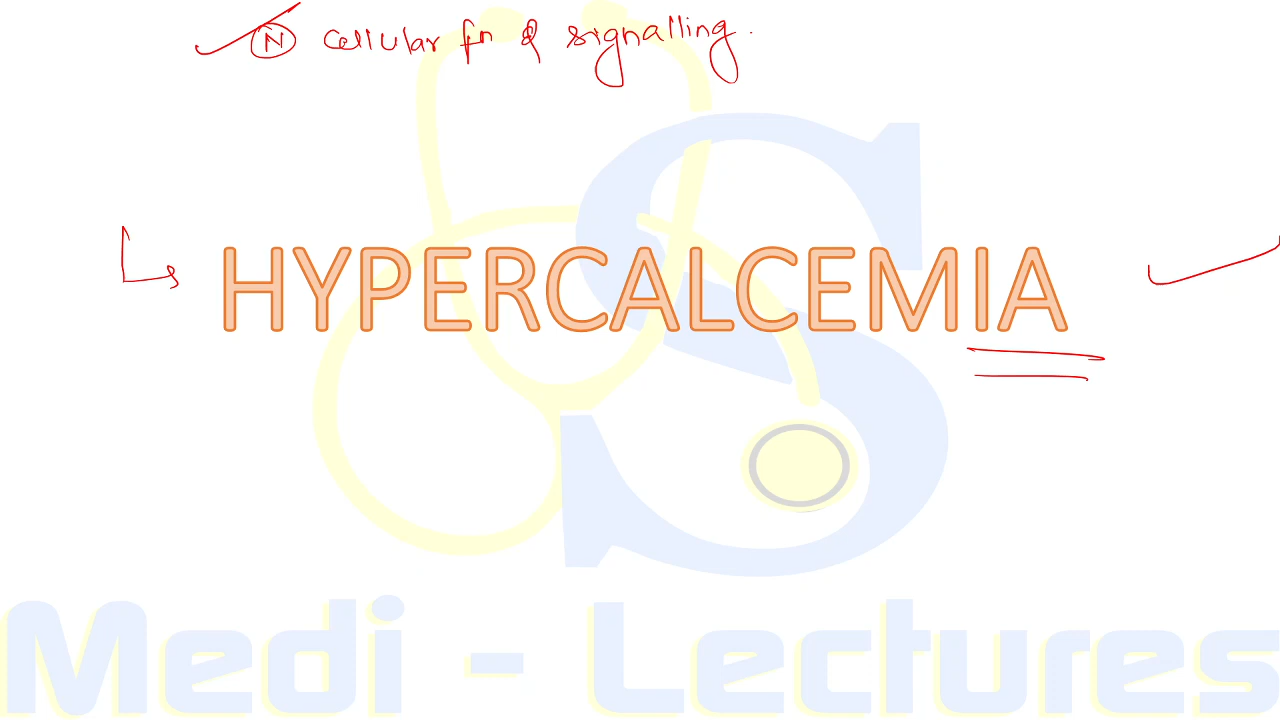 Ⓝ cellular fn & signalling.
HYPERCALCEMIA
Medi - Lectures